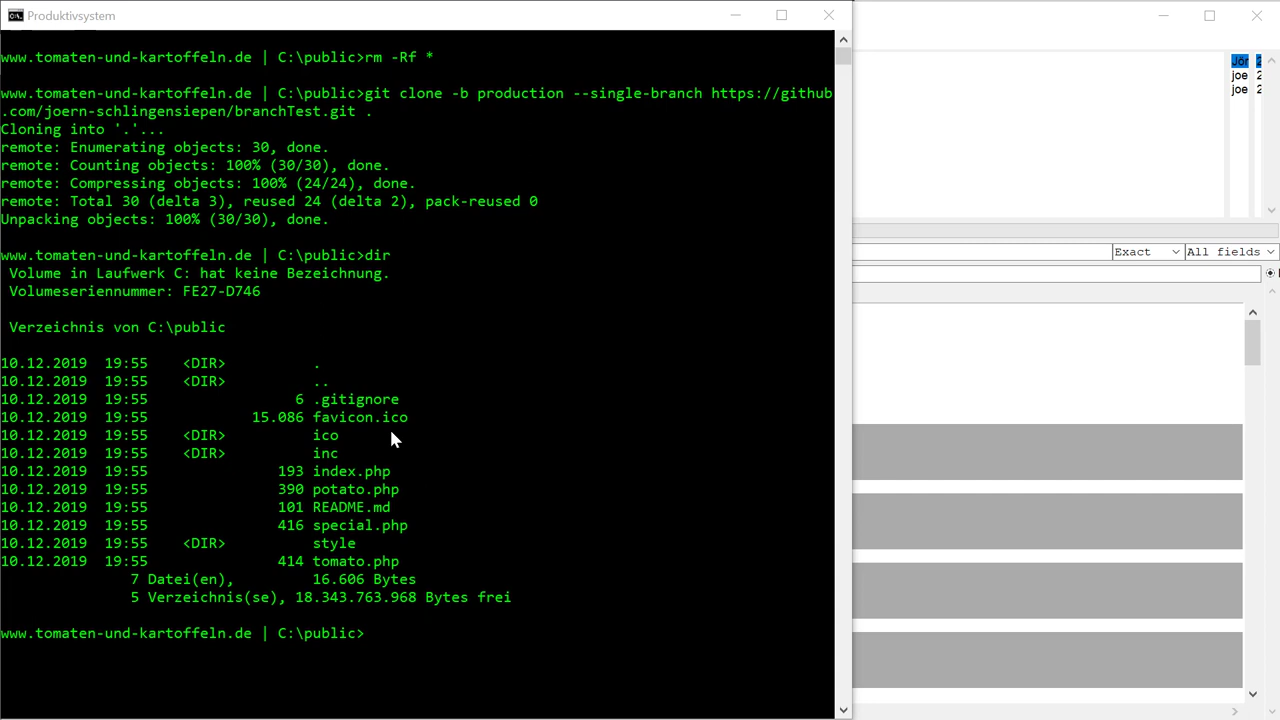 Produktivsystem
www.tomaten-und-kartoffeln.de | C:\public>rm -Rf *
www.tomaten-und-kartoffeln.de | C:\public>git clone -b production --single-branch https://github
.com/joern-schlingensiepen/branchTest.git .
Cloning into '.'...
remote: Enumerating objects: 30, done.
remote: Counting objects: 100% (30/30), done.
remote: Compressing objects: 100% (24/24), done.
remote: Total 30 (delta 3), reused 24 (delta 2), pack-reused 0
Unpacking objects: 100% (30/30), done.
www.tomaten-und-kartoffeln.de | C:\public>dir
Volume in Laufwerk C: hat keine Bezeichnung.
Volumeseriennummer: FE27-D746
Verzeichnis von C:\public
10.12.2019 19:55 <DIR> .
10.12.2019 19:55 <DIR> ..
10.12.2019 19:55 6 .gitignore
10.12.2019 19:55 15.086 favicon.ico
10.12.2019 19:55 <DIR> ico
10.12.2019 19:55 <DIR> inc
10.12.2019 19:55 193 index.php
10.12.2019 19:55 390 potato.php
10.12.2019 19:55 101 README.md
10.12.2019 19:55 416 special.php
10.12.2019 19:55 <DIR> style
10.12.2019 19:55 414 tomato.php
7 Datei(en), 16.606 Bytes
5 Verzeichnis(se), 18.343.763.968 Bytes frei
www.tomaten-und-kartoffeln.de | C:\public>
Jör 2
joe 2
joe 2
Exact All fields